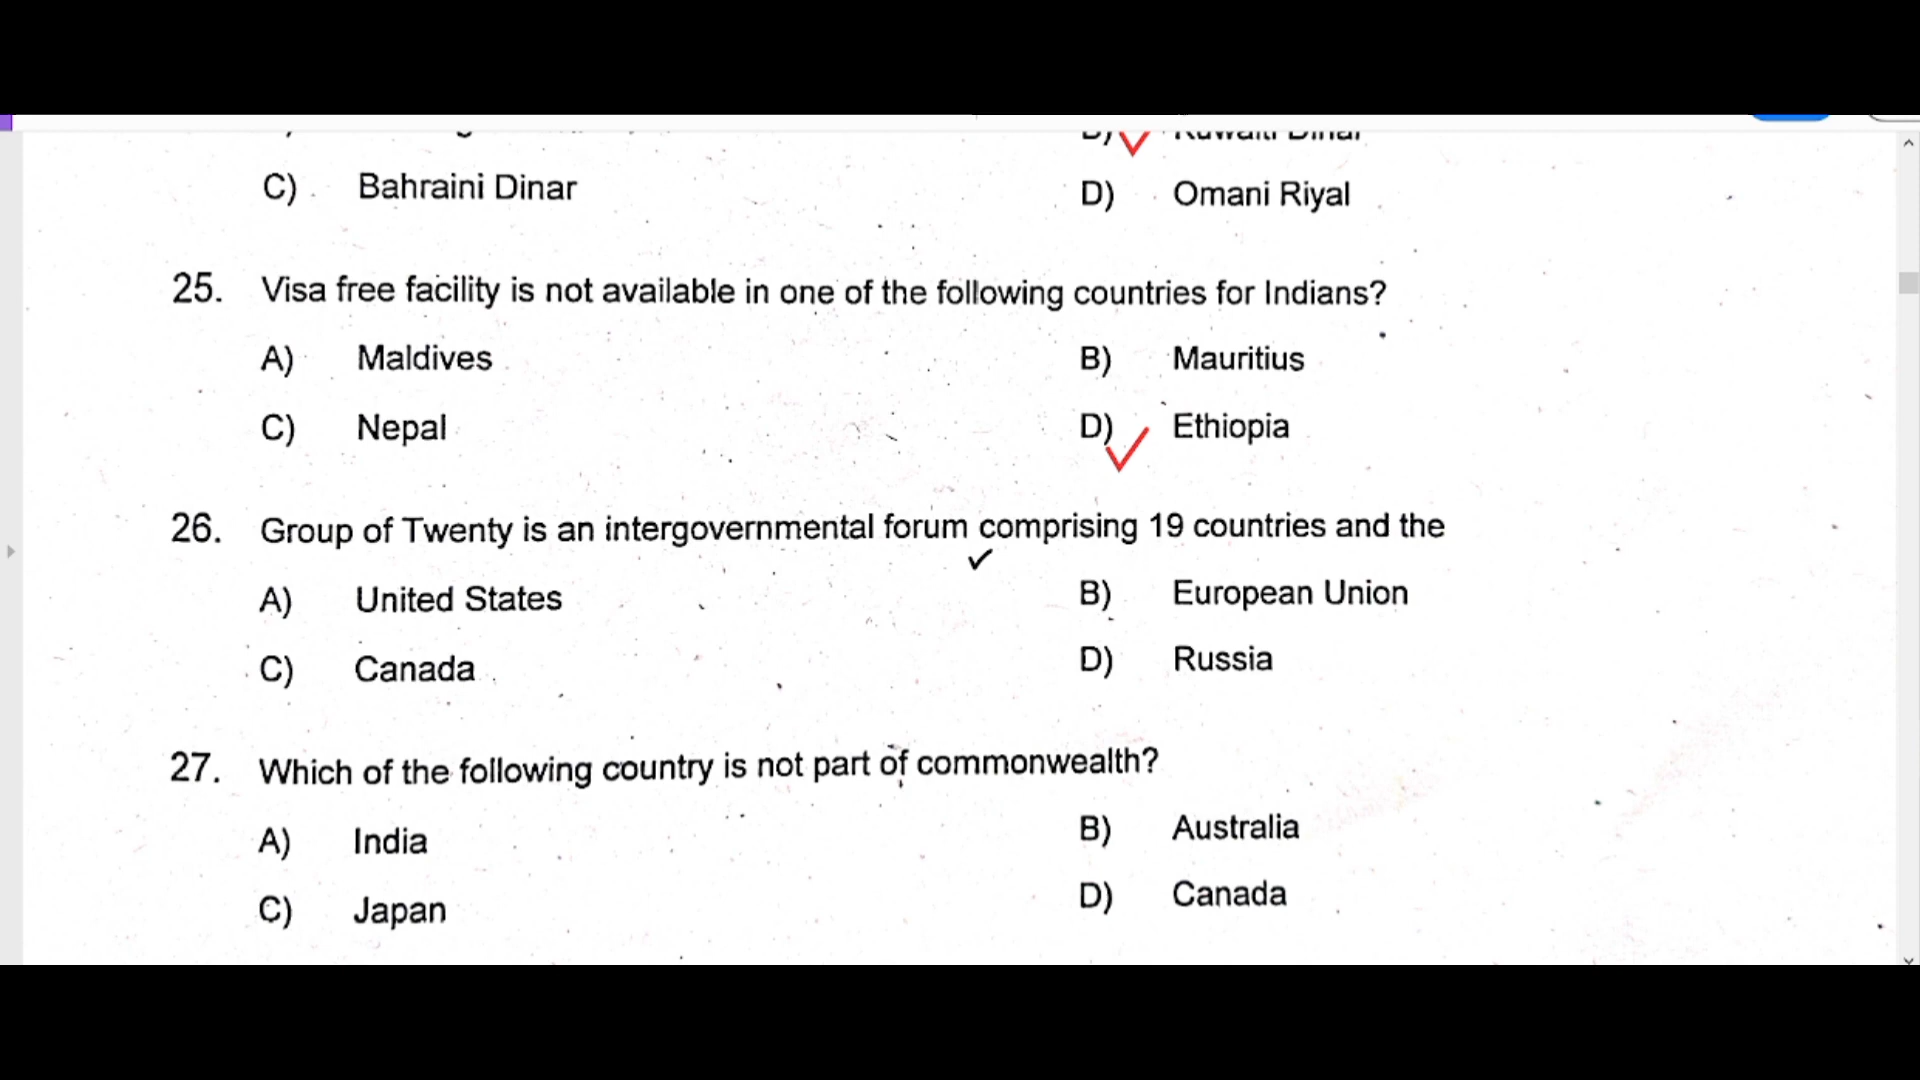 Kuwaiti Dinar
C) Bahraini Dinar
D) Omani Riyal
25. Visa free facility is not available in one of the following countries for Indians?
A) Maldives
B) Mauritius
C) Nepal
D) Ethiopia
26. Group of Twenty is an intergovernmental forum comprising 19 countries and the
A) United States
B) European Union
C) Canada
D) Russia
27. Which of the following country is not part of commonwealth?
A) India
B) Australia
C) Japan
D) Canada